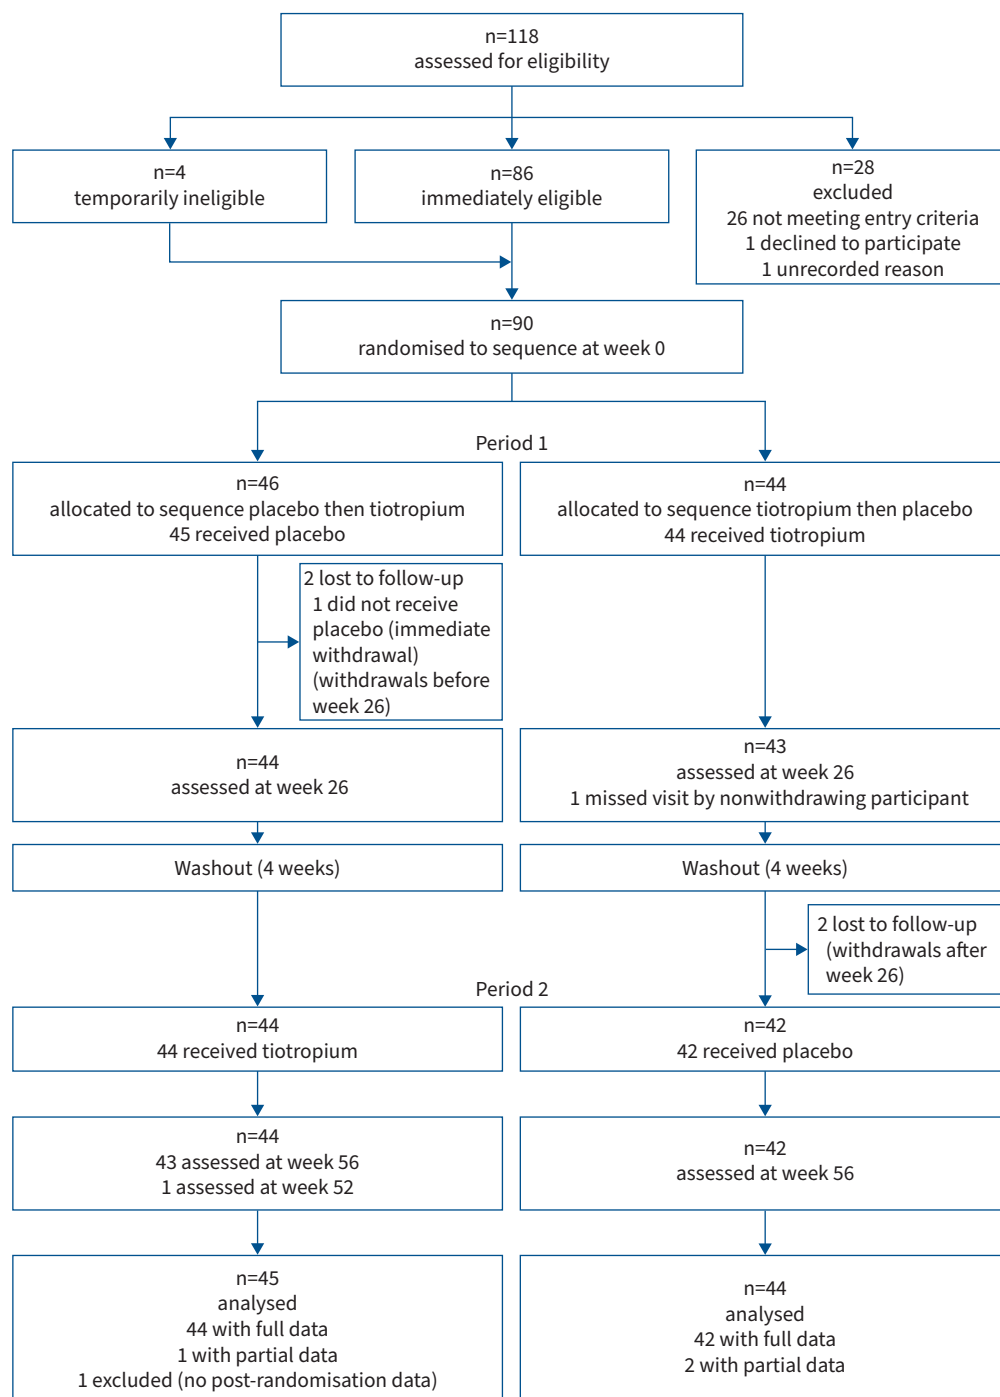 n=118
assessed for eligibility
n=4
temporarily ineligible
n=86
immediately eligible
n=28
excluded
26 not meeting entry criteria
1 declined to participate
1 unrecorded reason
n=90
randomised to sequence at week 0
Period 1
n=46
allocated to sequence placebo then tiotropium
45 received placebo
n=44
allocated to sequence tiotropium then placebo
44 received tiotropium
2 lost to follow-up
1 did not receive
placebo (immediate
withdrawal)
(withdrawals before
week 26)
n=44
assessed at week 26
n=43
assessed at week 26
1 missed visit by nonwithdrawing participant
Washout (4 weeks)
Washout (4 weeks)
2 lost to follow-up
(withdrawals after
week 26)
Period 2
n=44
44 received tiotropium
n=42
42 received placebo
n=44
43 assessed at week 56
1 assessed at week 52
n=42
assessed at week 56
n=45
analysed
44 with full data
1 with partial data
1 excluded (no post-randomisation data)
n=44
analysed
42 with full data
2 with partial data